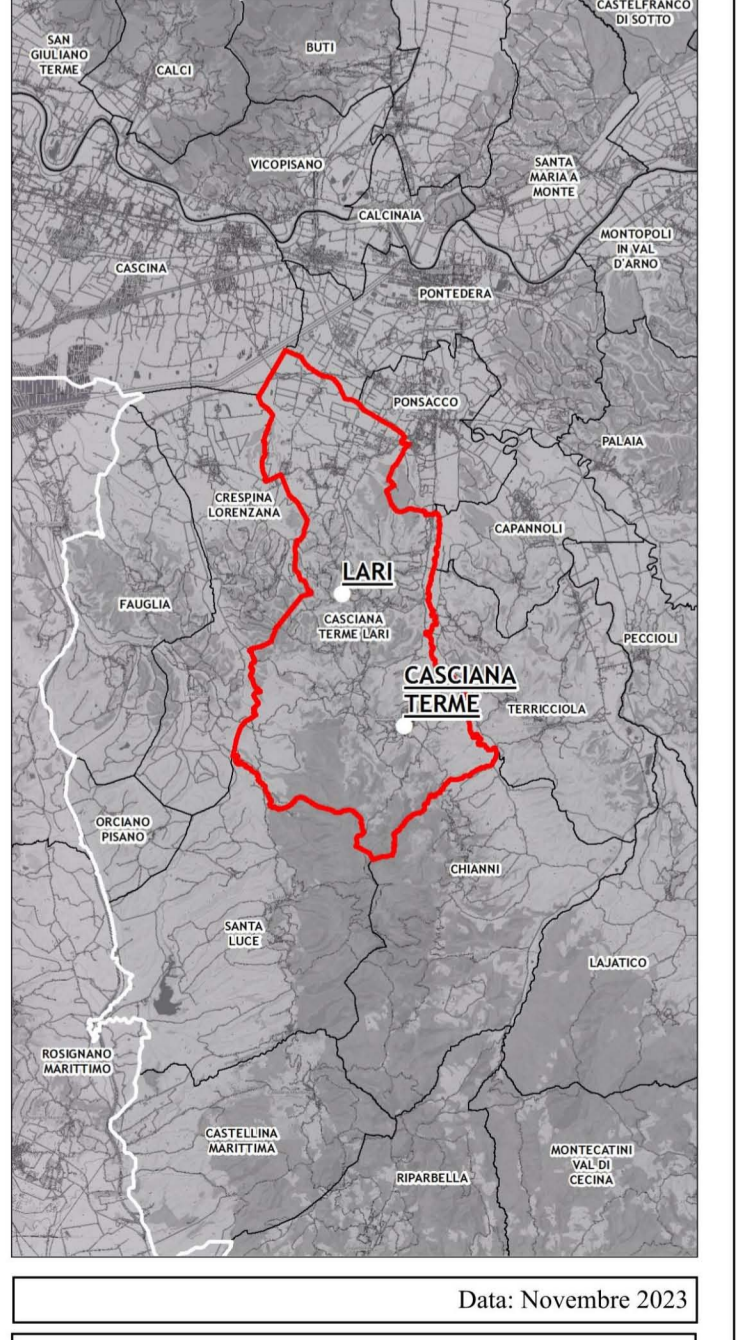 CASTELFRANCO
DI SOTTO
SAN
GIULIANO
TERME
CALCI
BUTI
VICOPISANO
SANTA
MARIA A
MONTE
CALCINAIA
MONTOPOLI
IN VAL
D'ARNO
CASCINA
PONTEDERA
PONSACCO
PALAIA
CRESPINA
LORENZANA
CAPANNOLI
LARI
FAUGLIA
CASCIANA
TERME LARI
PECCIOLI
CASCIANA
TERME
TERRICCIOLA
ORCIANO
PISANO
CHIANNI
SANTA
LUCE
LAJATICO
ROSIGNANO
MARITTIMO
CASTELLINA
MARITTIMA
RIPARBELLA
MONTECATINI
VAL DI
CECINA
Data: Novembre 2023